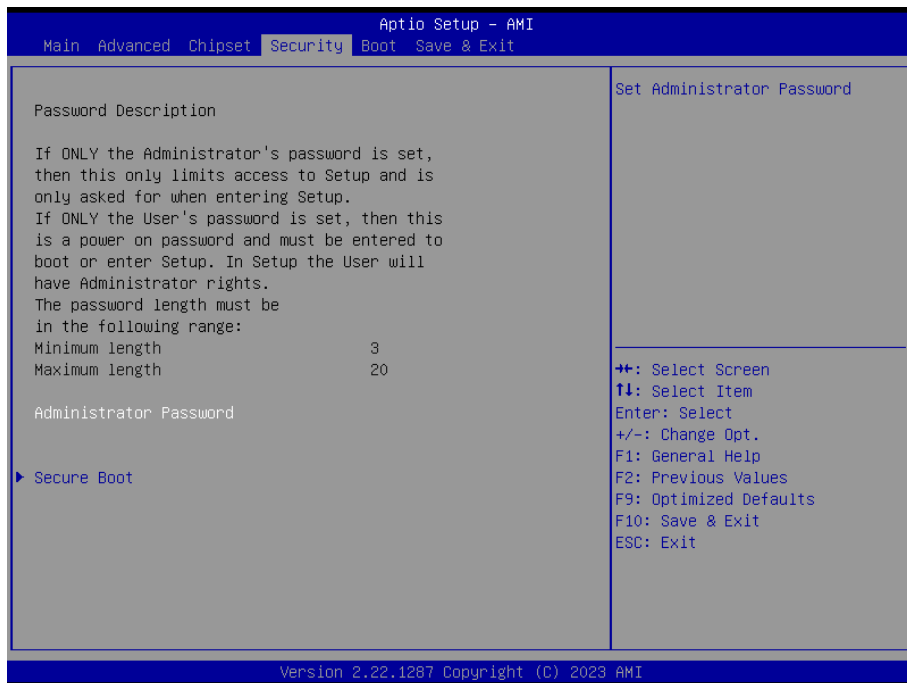 Aptio Setup – AMI
Main Advanced Chipset Security Boot Save & Exit
Password Description
If ONLY the Administrator's password is set,
then this only limits access to Setup and is
only asked for when entering Setup.
If ONLY the User's password is set, then this
is a power on password and must be entered to
boot or enter Setup. In Setup the User will
have Administrator rights.
The password length must be
in the following range:
Minimum length 3
Maximum length 20
Administrator Password
Secure Boot
Set Administrator Password
→←: Select Screen
↑↓: Select Item
Enter: Select
+/-: Change Opt.
F1: General Help
F2: Previous Values
F9: Optimized Defaults
F10: Save & Exit
ESC: Exit
Version 2.22.1287 Copyright (C) 2023 AMI